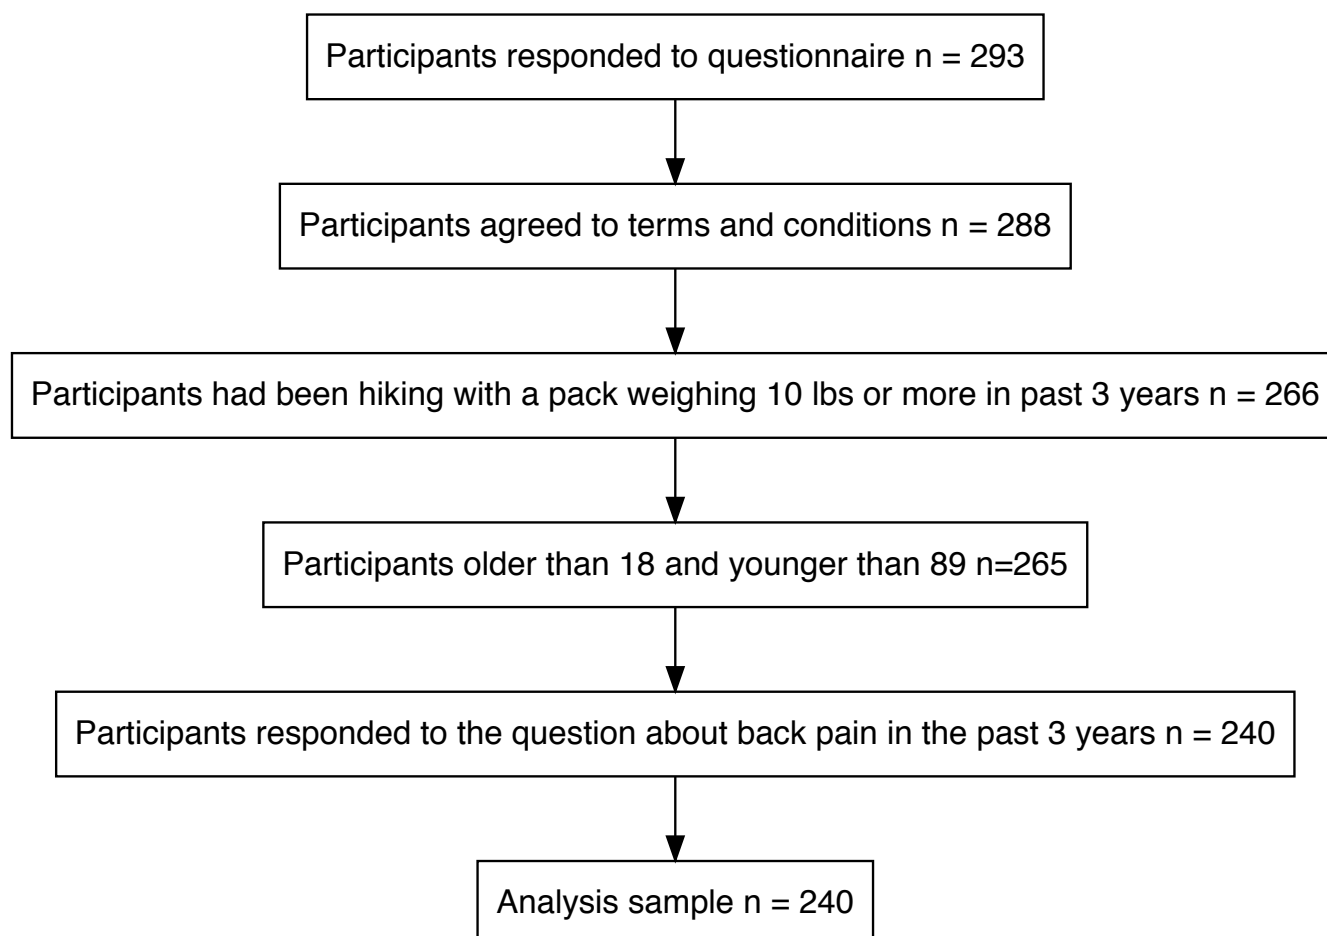 Participants responded to questionnaire n = 293
Participants agreed to terms and conditions n = 288
Participants had been hiking with a pack weighing 10 lbs or more in past 3 years n = 266
Participants older than 18 and younger than 89 n=265
Participants responded to the question about back pain in the past 3 years n = 240
Analysis sample n = 240